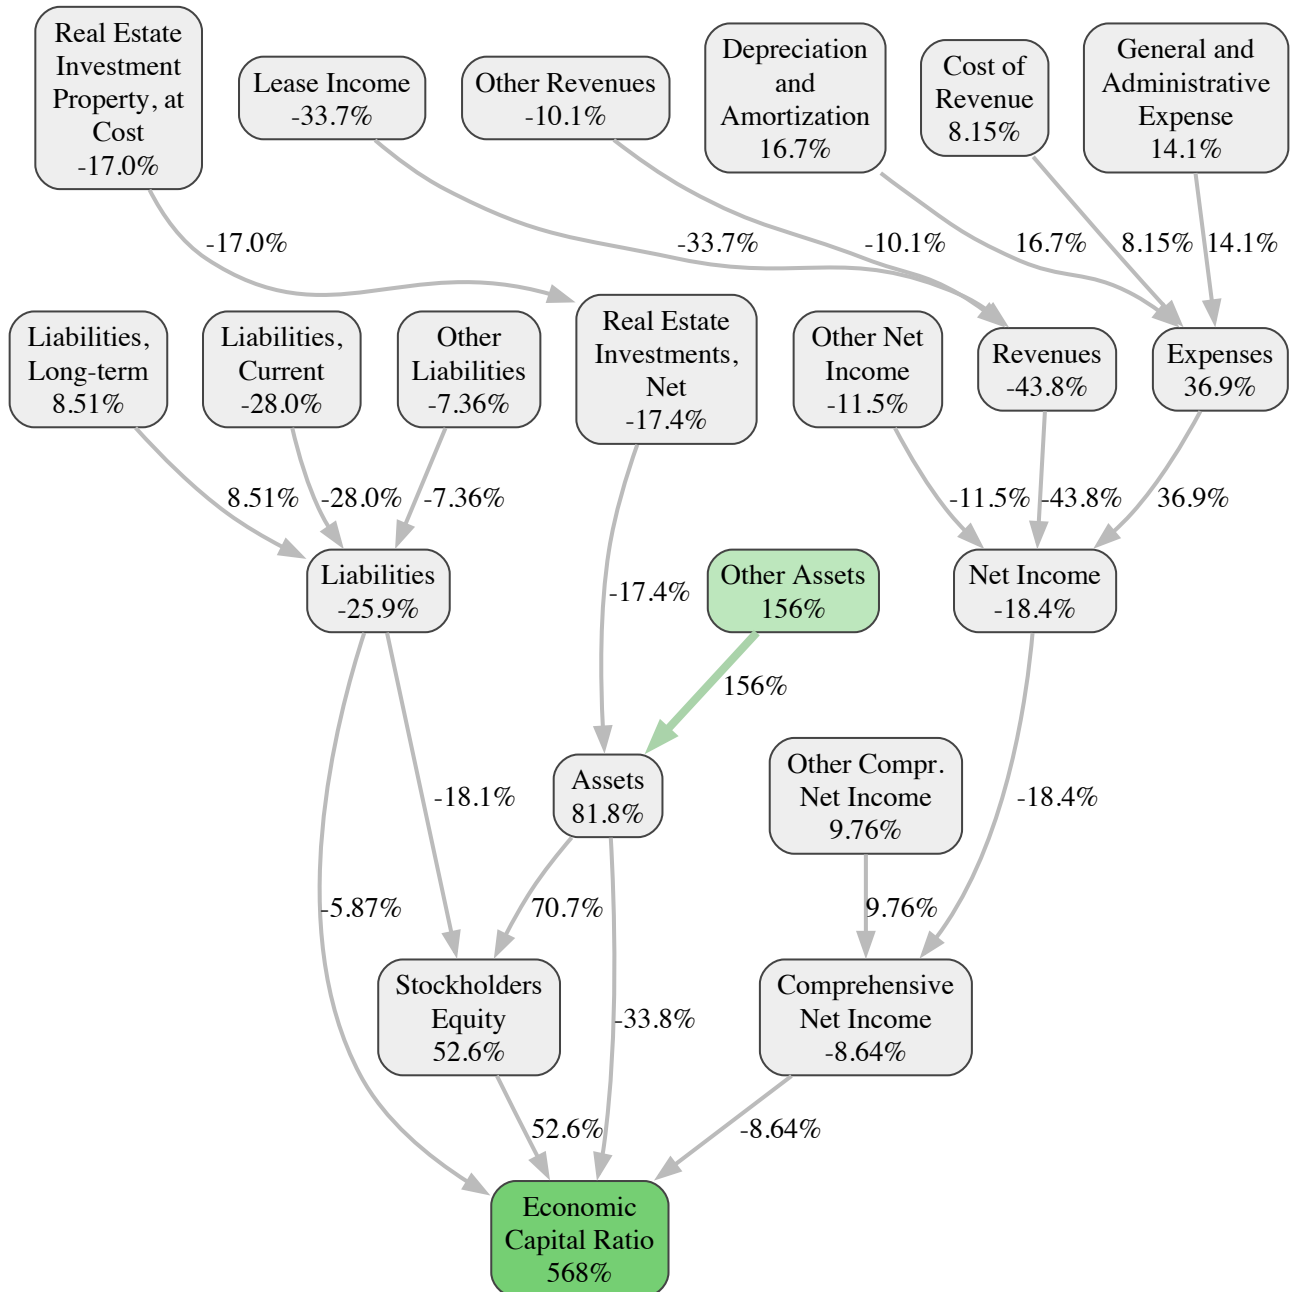 Real Estate
Investment
Property, at
Cost
-17.0%
Lease Income
-33.7%
Other Revenues
-10.1%
Depreciation
and
Amortization
16.7%
Cost of
Revenue
8.15%
General and
Administrative
Expense
14.1%
-17.0%
-33.7%
-10.1%
16.7%
8.15%
14.1%
Liabilities,
Long-term
8.51%
Liabilities,
Current
-28.0%
Other
Liabilities
-7.36%
Real Estate
Investments,
Net
-17.4%
Other Net
Income
-11.5%
Revenues
-43.8%
Expenses
36.9%
8.51%
-28.0%
-7.36%
-11.5%
-43.8%
36.9%
Liabilities
-25.9%
-17.4%
Other Assets
156%
Net Income
-18.4%
156%
-18.1%
Assets
81.8%
Other Compr.
Net Income
9.76%
-18.4%
-5.87%
70.7%
9.76%
Stockholders
Equity
52.6%
-33.8%
Comprehensive
Net Income
-8.64%
52.6%
-8.64%
Economic
Capital Ratio
568%